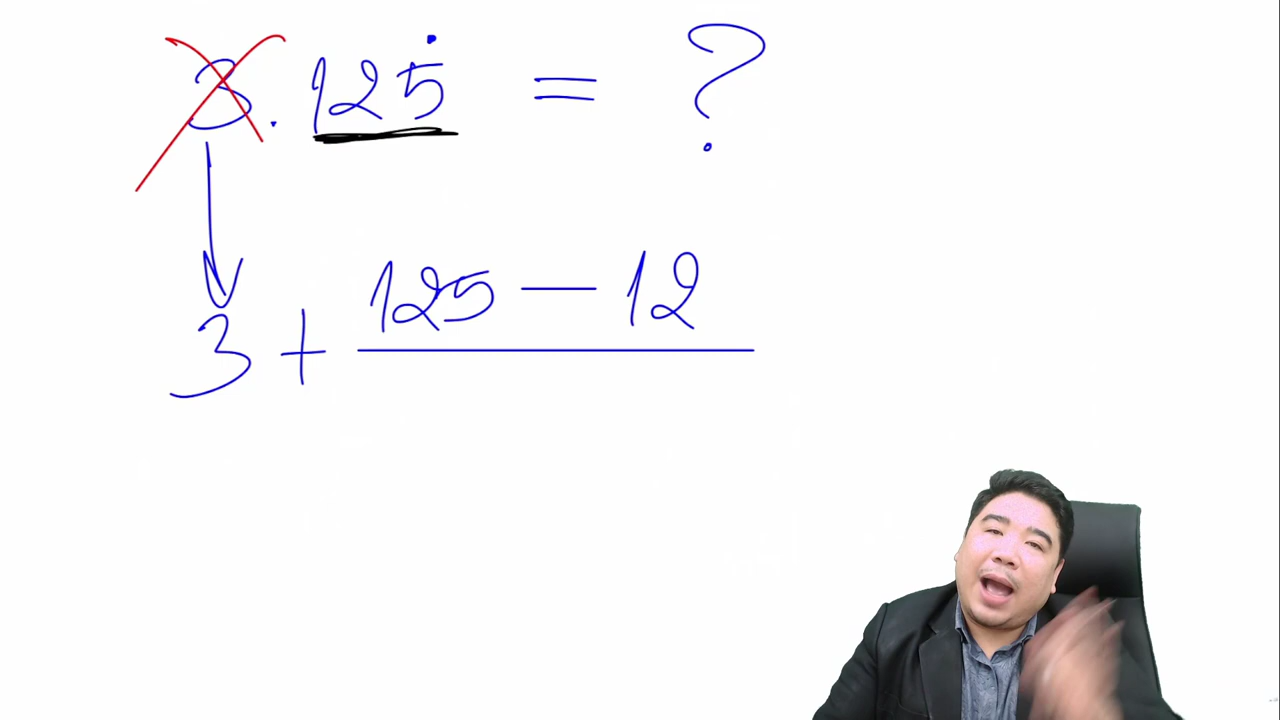 3.125̇ = ?
3 + 125 — 12